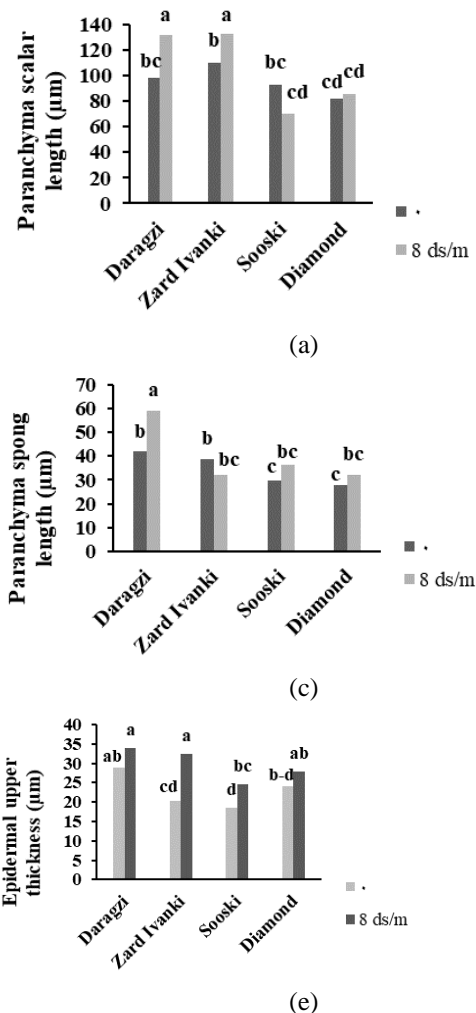 Paranchyma scalar length (µm)
140
120
100
80
60
40
20
0
bc
a
b
a
bc
cd
cd
cd
Daragzi
Zard Ivanki
Sooski
Diamond
٠
8 ds/m
(a)
Paranchyma spong length (µm)
70
60
50
40
30
20
10
0
b
a
b
bc
c
bc
c
bc
Daragzi
Zard Ivanki
Sooski
Diamond
٠
8 ds/m
(c)
Epidermal upper thickness (µm)
40
35
30
25
20
15
10
5
0
ab
a
cd
a
d
bc
b-d
ab
Daragzi
Zard Ivanki
Sooski
Diamond
٠
8 ds/m
(e)